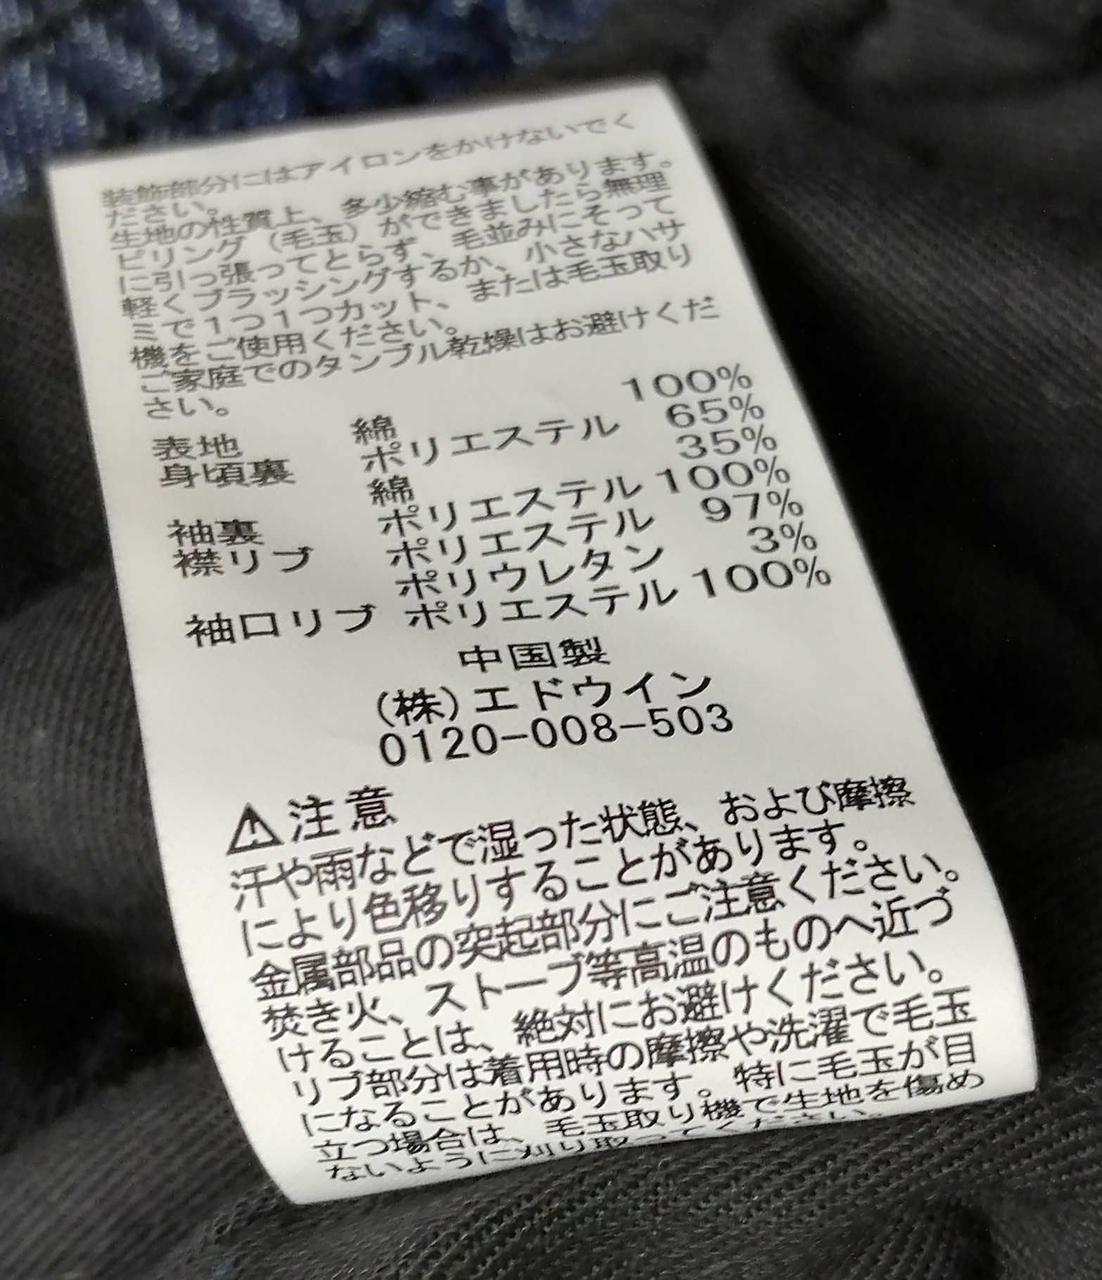 装飾部分にはアイロンをかけないでく
ださい。
生地の性質上、多少縮む事があります。
ピリング（毛玉）ができましたら無理
に引っ張ってとらず、毛並みにそって
軽くブラッシングするか、小さなハサ
ミで1つ1つカット、または毛玉取り
機をご使用ください。
ご家庭でのタンブル乾燥はお避けくだ
さい。
表地 綿 100%
身頃裏 ポリエステル 65%
綿 35%
袖裏 ポリエステル 100%
襟リブ ポリエステル 97%
ポリウレタン 3%
袖口リブ ポリエステル 100%
中国製
(株)エドウイン
0120-008-503
⚠注意
汗や雨などで湿った状態、および摩擦
により色移りすることがあります。
金属部品の突起部分にご注意ください。
焚き火、ストーブ等高温のものへ近づ
けることは、絶対にお避けください。
リブ部分は着用時の摩擦や洗濯で毛玉
になることがあります。特に毛玉が目
立つ場合は、毛玉取り機で生地を傷め
ないように刈り取ってください。